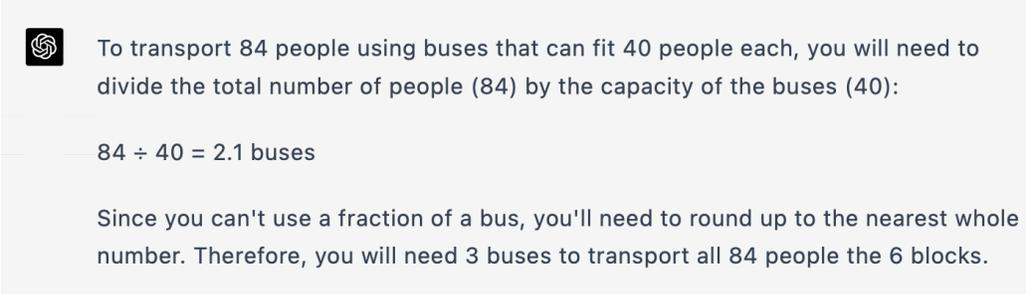 To transport 84 people using buses that can fit 40 people each, you will need to
divide the total number of people (84) by the capacity of the buses (40):
84 ÷ 40 = 2.1 buses
Since you can't use a fraction of a bus, you'll need to round up to the nearest whole
number. Therefore, you will need 3 buses to transport all 84 people the 6 blocks.